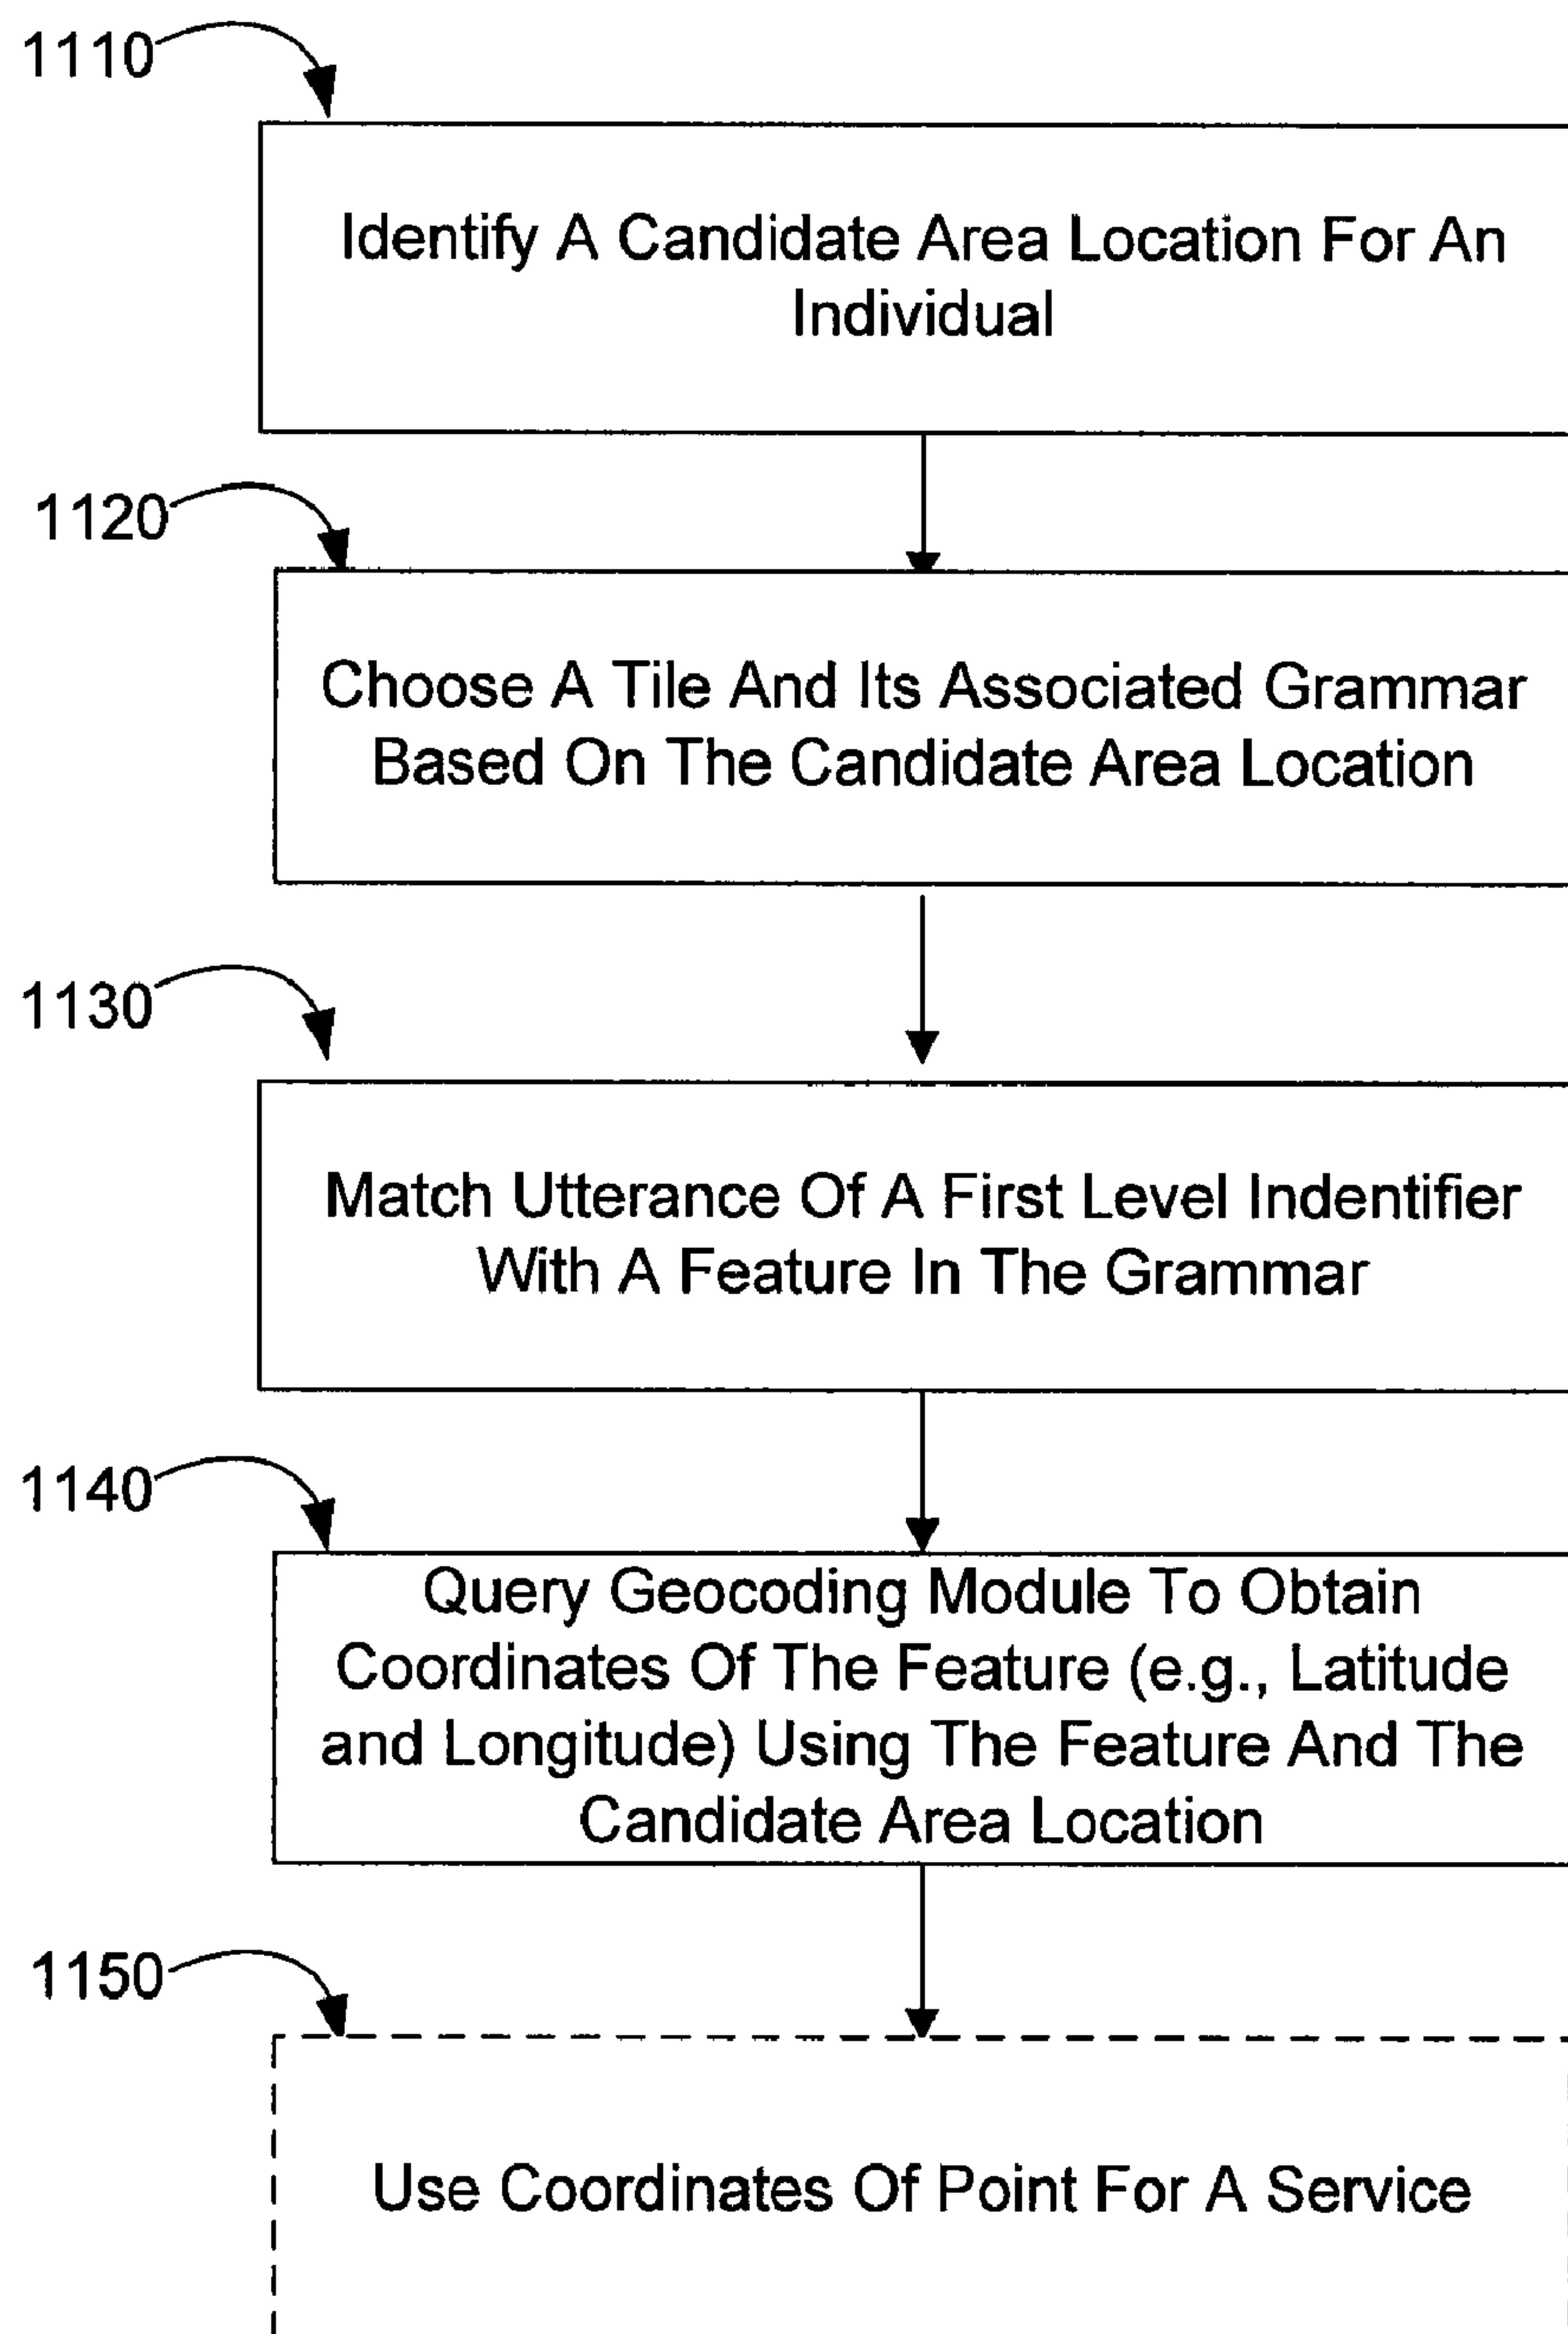 1110
Identify A Candidate Area Location For An
Individual
1120
Choose A Tile And Its Associated Grammar
Based On The Candidate Area Location
1130
Match Utterance Of A First Level Indentifier
With A Feature In The Grammar
1140
Query Geocoding Module To Obtain
Coordinates Of The Feature (e.g., Latitude
and Longitude) Using The Feature And The
Candidate Area Location
1150
Use Coordinates Of Point For A Service